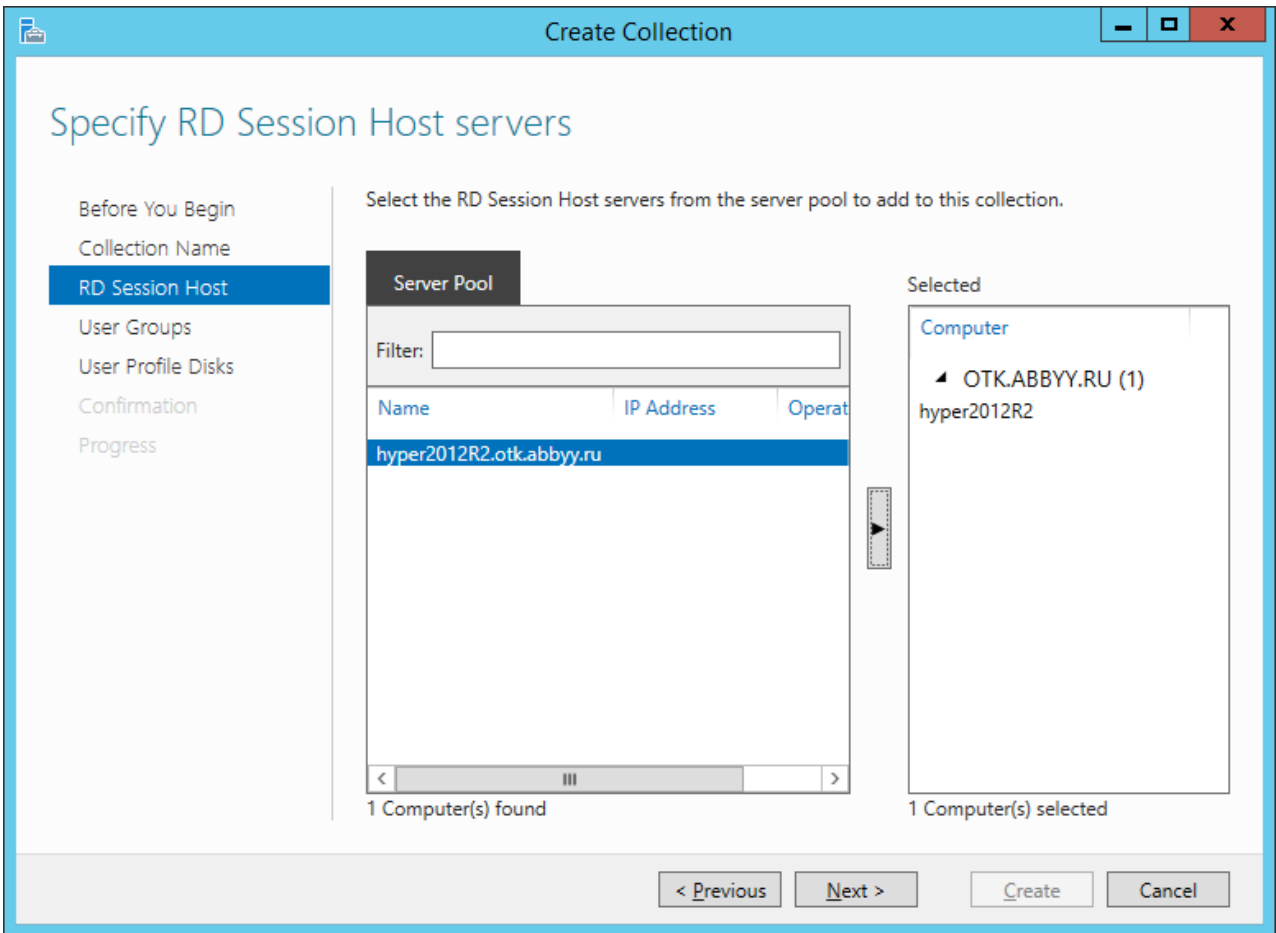 Create Collection
Specify RD Session Host servers
Before You Begin
Collection Name
RD Session Host
User Groups
User Profile Disks
Confirmation
Progress
Select the RD Session Host servers from the server pool to add to this collection.
Server Pool
Filter:
Name IP Address Operat
hyper2012R2.otk.abbyy.ru
1 Computer(s) found
Selected
Computer
OTK.ABBYY.RU (1)
hyper2012R2
1 Computer(s) selected
< Previous Next > Create Cancel